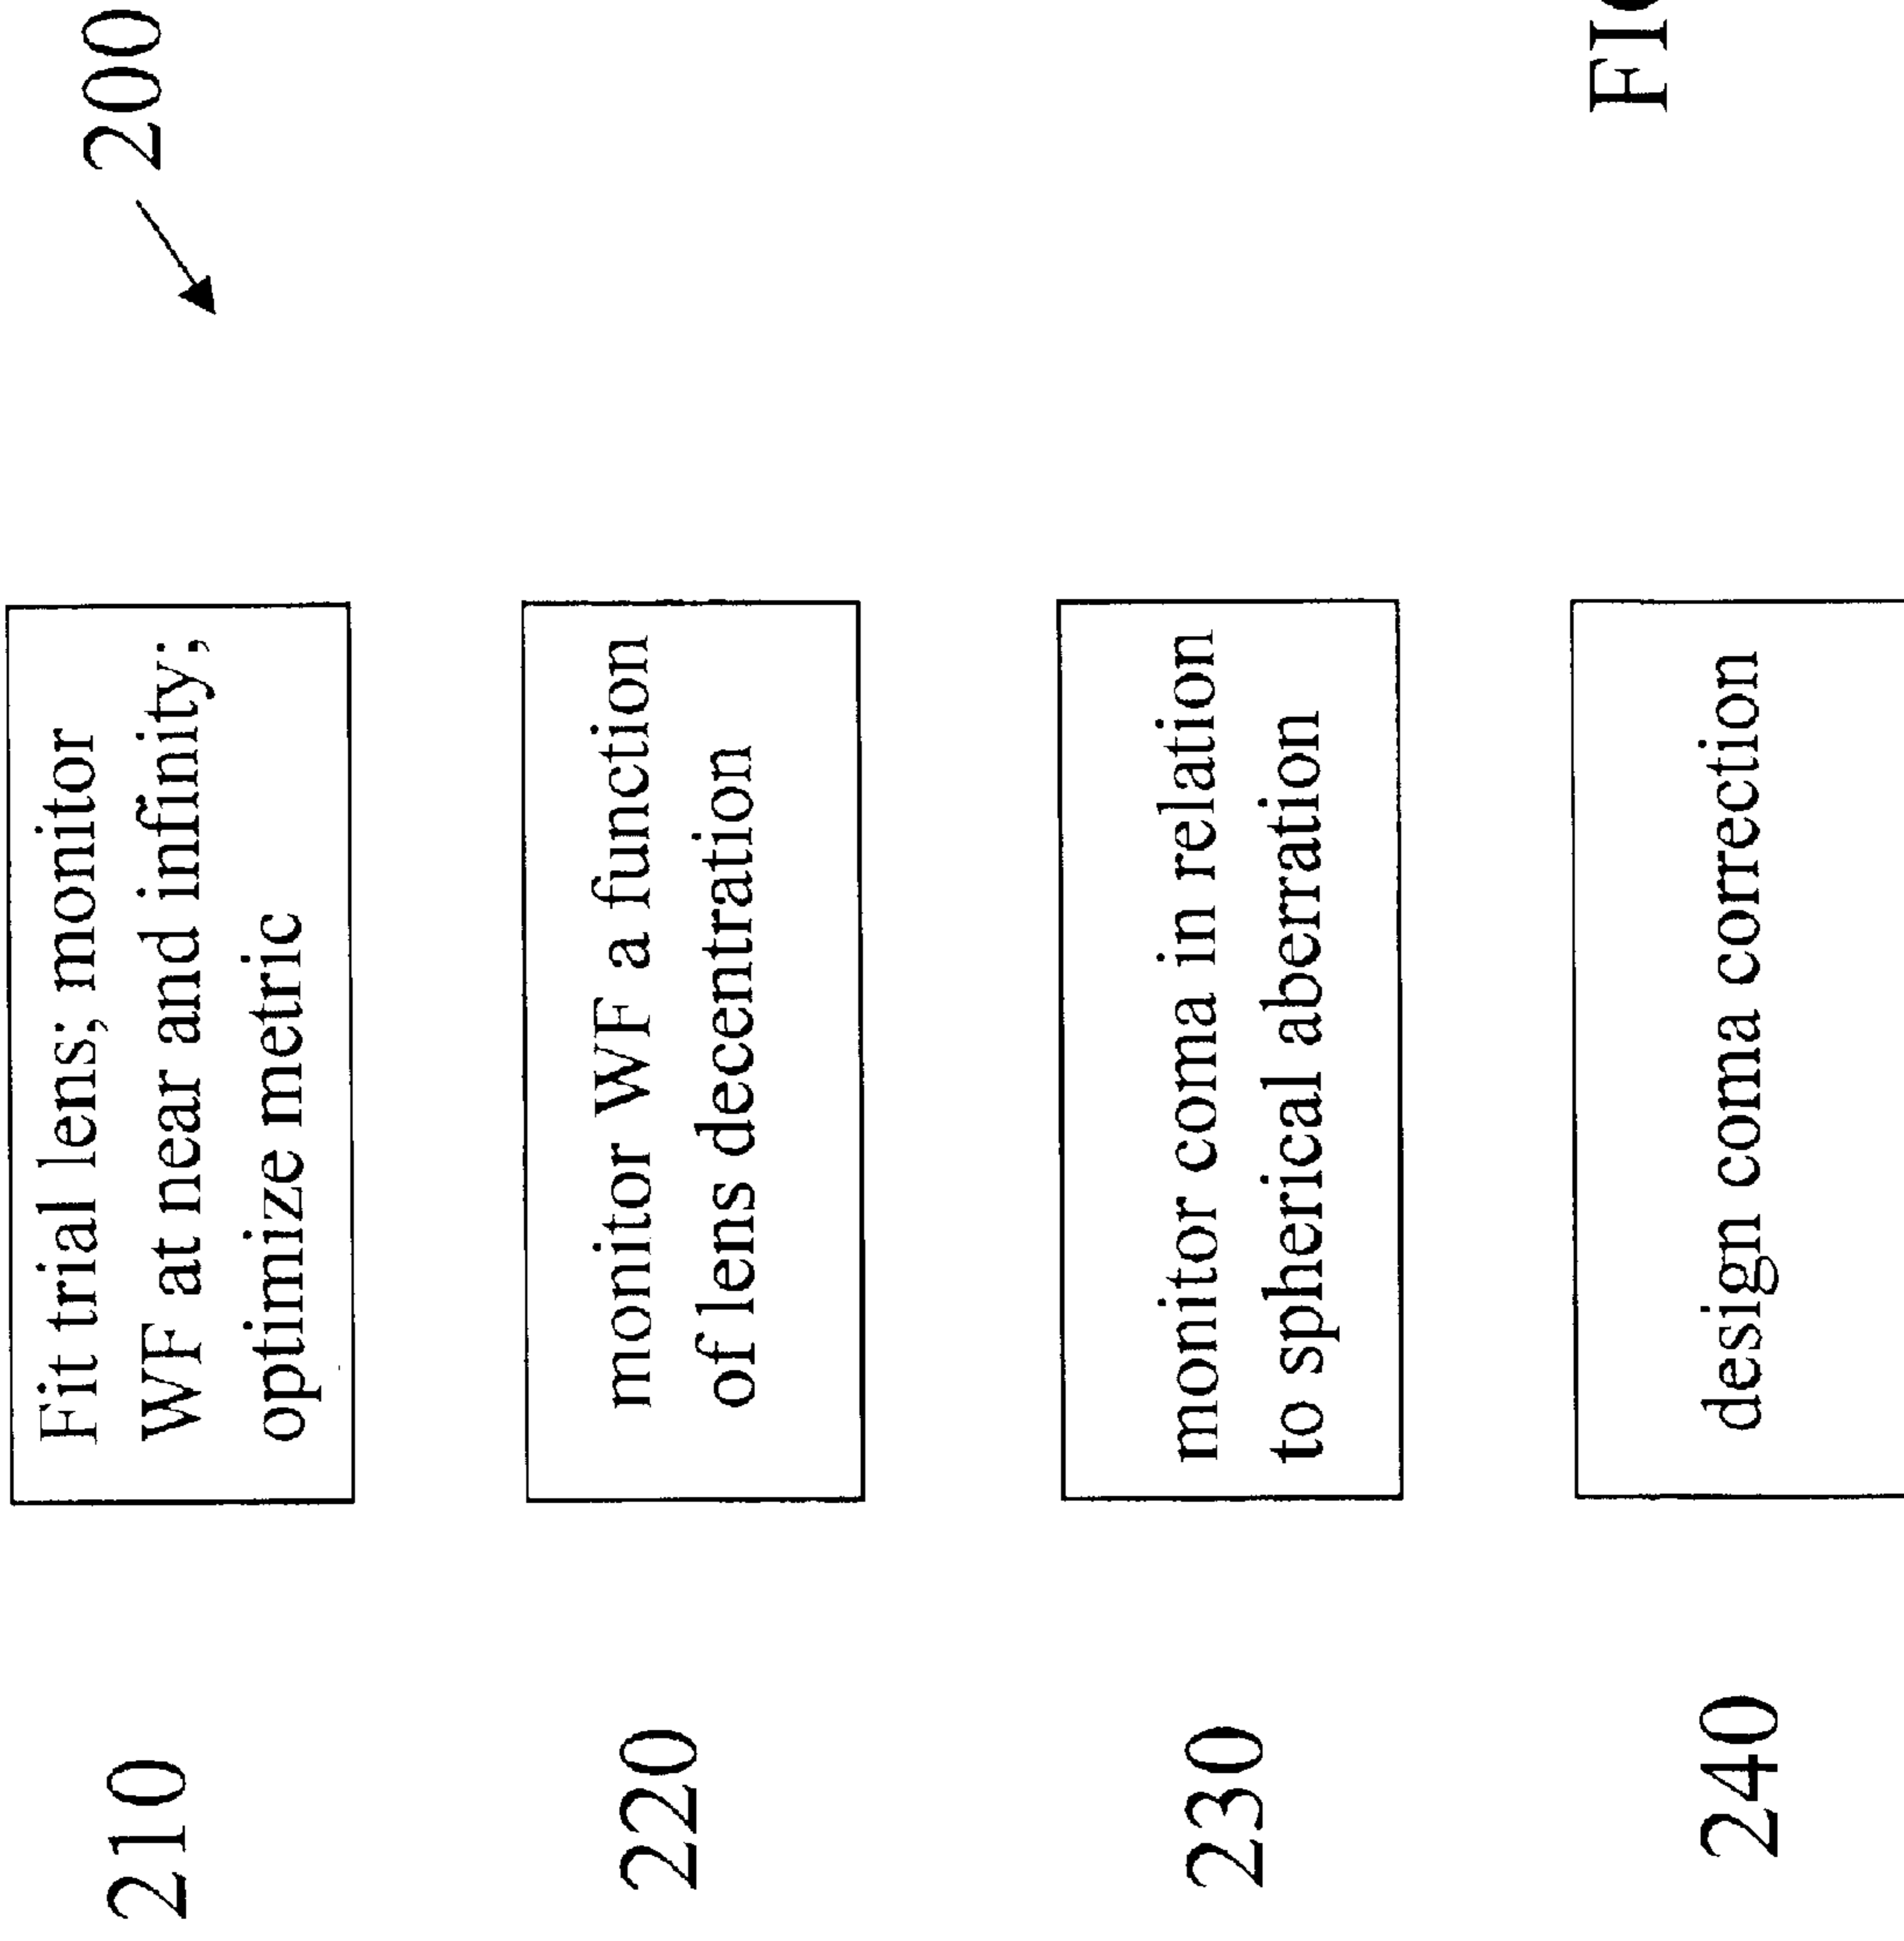 200
210
Fit trial lens; monitor
WF at near and infinity;
optimize metric
220
monitor WF a function
of lens decentration
230
monitor coma in relation
to spherical aberration
240
design coma correction